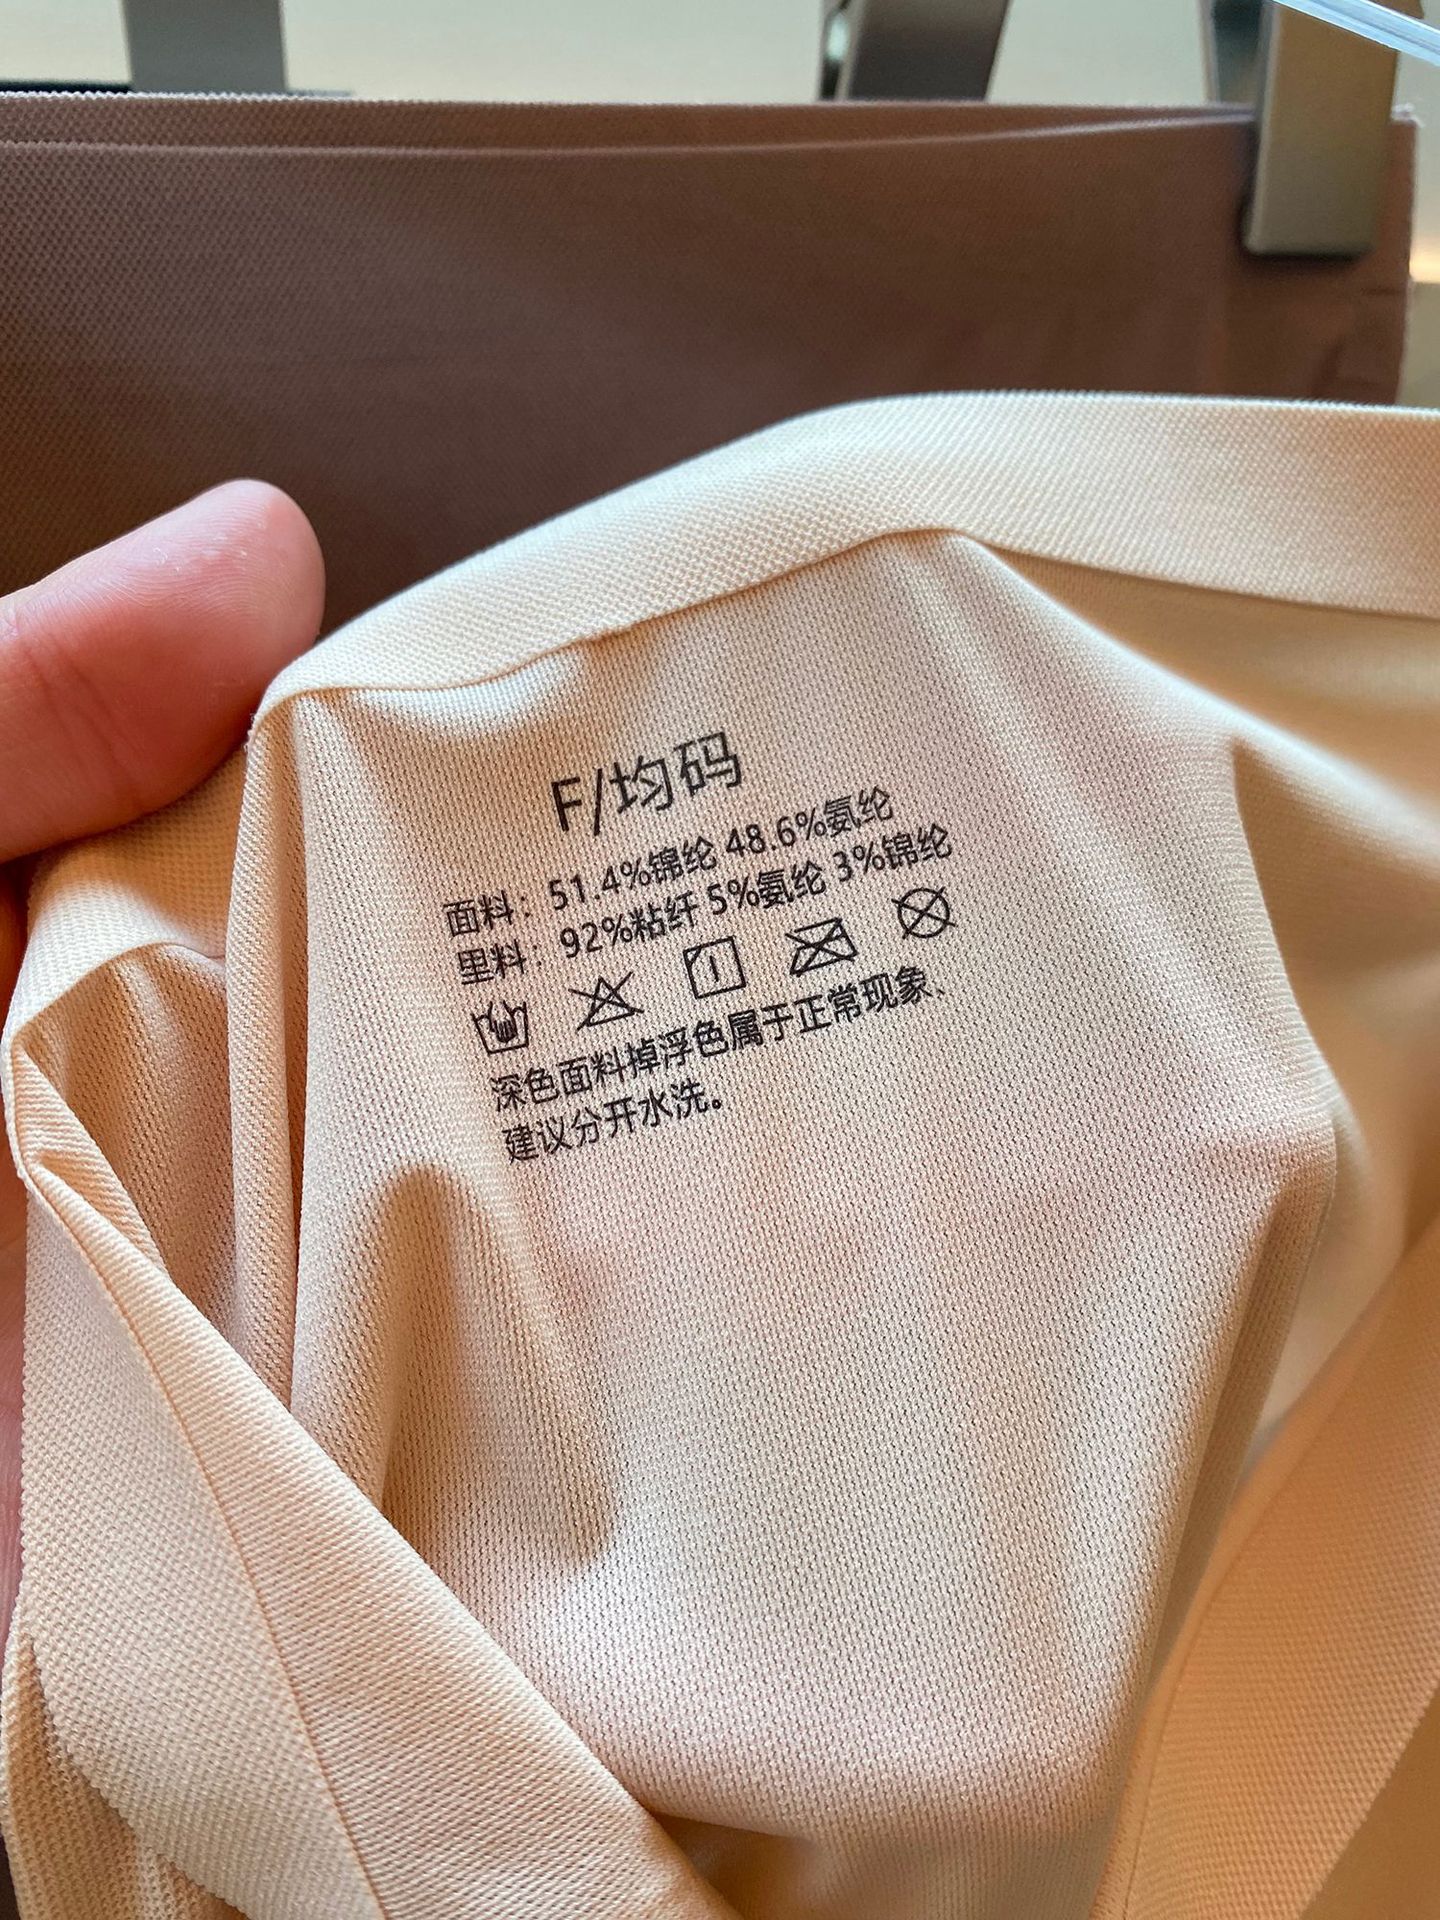 F/均码
面料：51.4%锦纶 48.6%氨纶
里料：92%粘纤 5%氨纶 3%锦纶
深色面料掉浮色属于正常现象、
建议分开水洗。